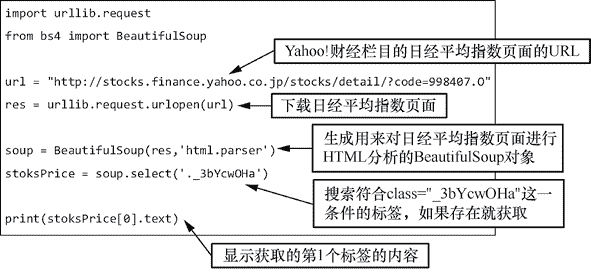 import urllib.request
from bs4 import BeautifulSoup
Yahoo!财经栏目的日经平均指数页面的URL
url = "http://stocks.finance.yahoo.co.jp/stocks/detail/?code=998407.O"
res = urllib.request.urlopen(url)
下载日经平均指数页面
生成用来对日经平均指数页面进行
HTML分析的BeautifulSoup对象
soup = BeautifulSoup(res,'html.parser')
stoksPrice = soup.select('._3bYcwOHa')
搜索符合class="_3bYcwOHa"这一
条件的标签，如果存在就获取
print(stoksPrice[0].text)
显示获取的第1个标签的内容